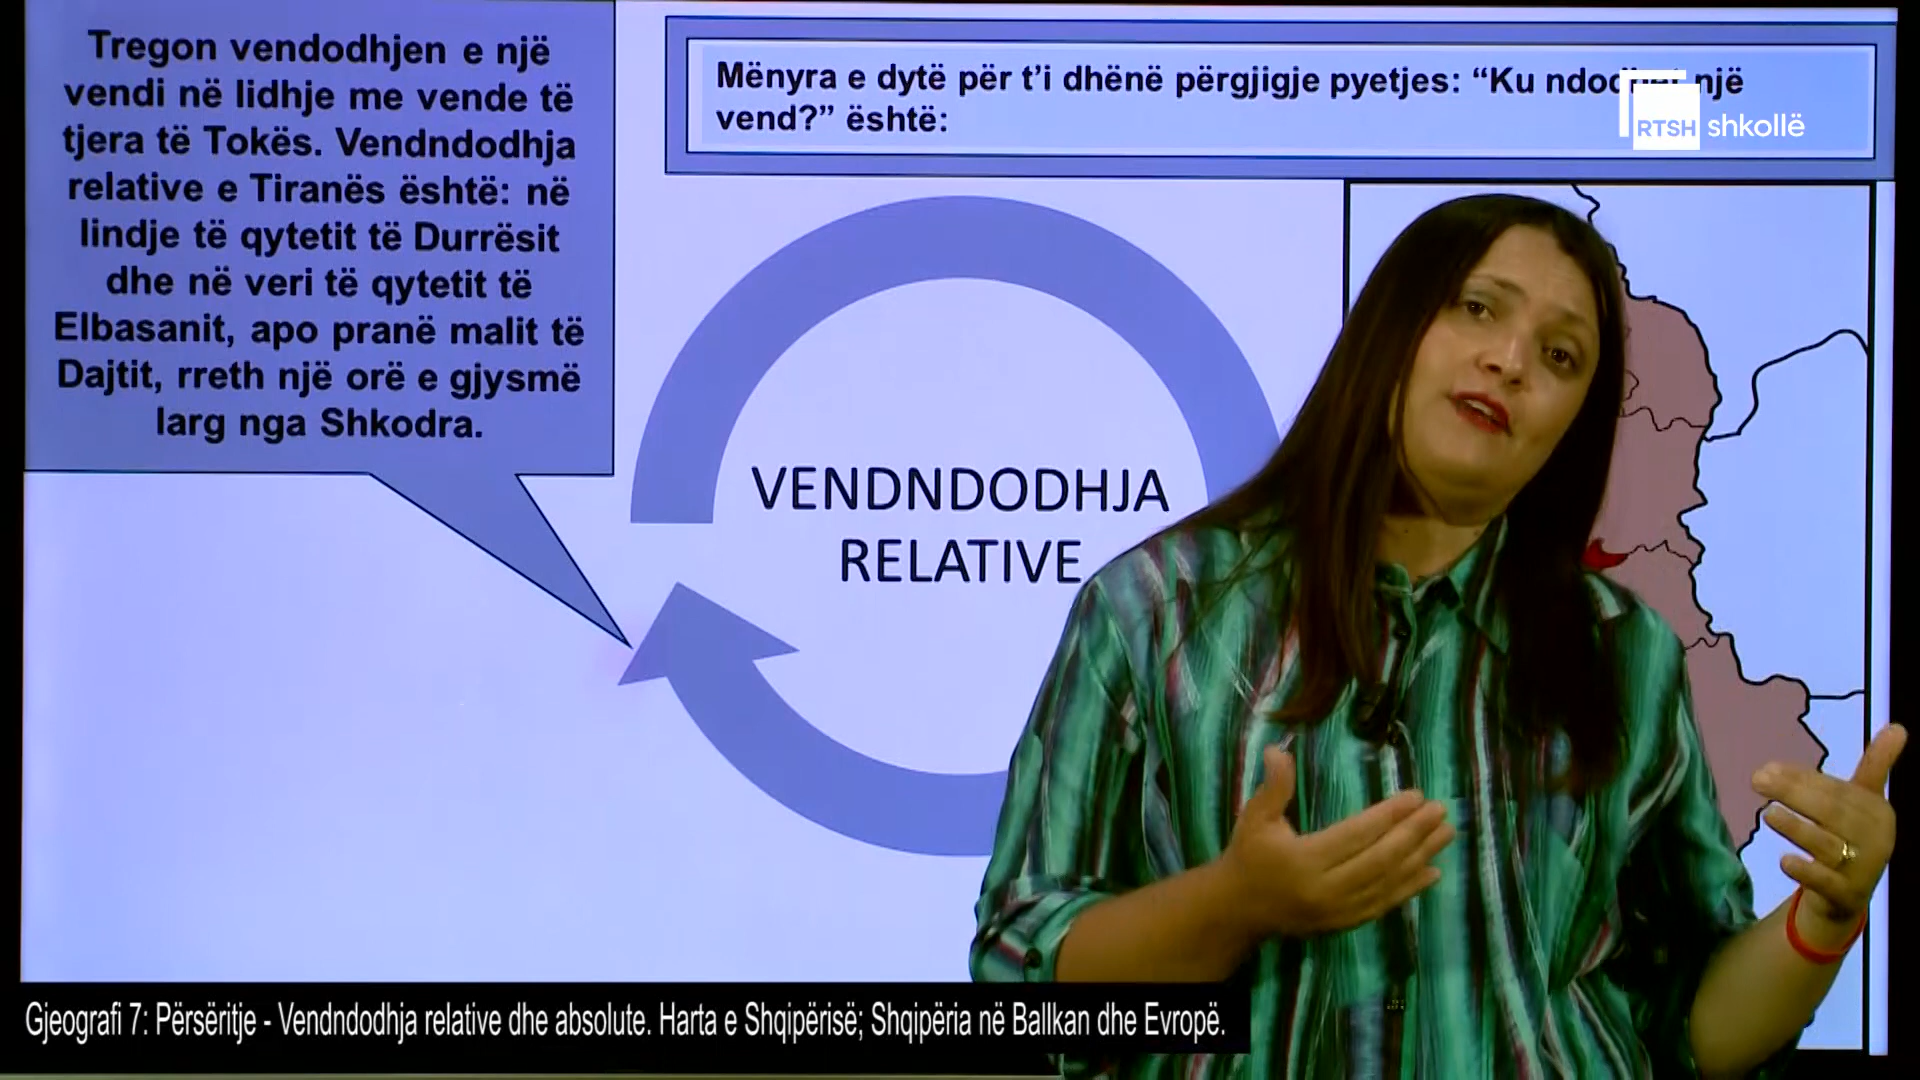 Tregon vendodhjen e një
vendi në lidhje me vende të
tjera të Tokës. Vendndodhja
relative e Tiranës është: në
lindje të qytetit të Durrësit
dhe në veri të qytetit të
Elbasanit, apo pranë malit të
Dajtit, rreth një orë e gjysmë
larg nga Shkodra.
Mënyra e dytë për t’i dhënë përgjigje pyetjes: “Ku ndodhet një
vend?” është:
RTSH shkollë
VENDNDODHJA
RELATIVE
Gjeografi 7: Përsëritje - Vendndodhja relative dhe absolute. Harta e Shqipërisë; Shqipëria në Ballkan dhe Evropë.